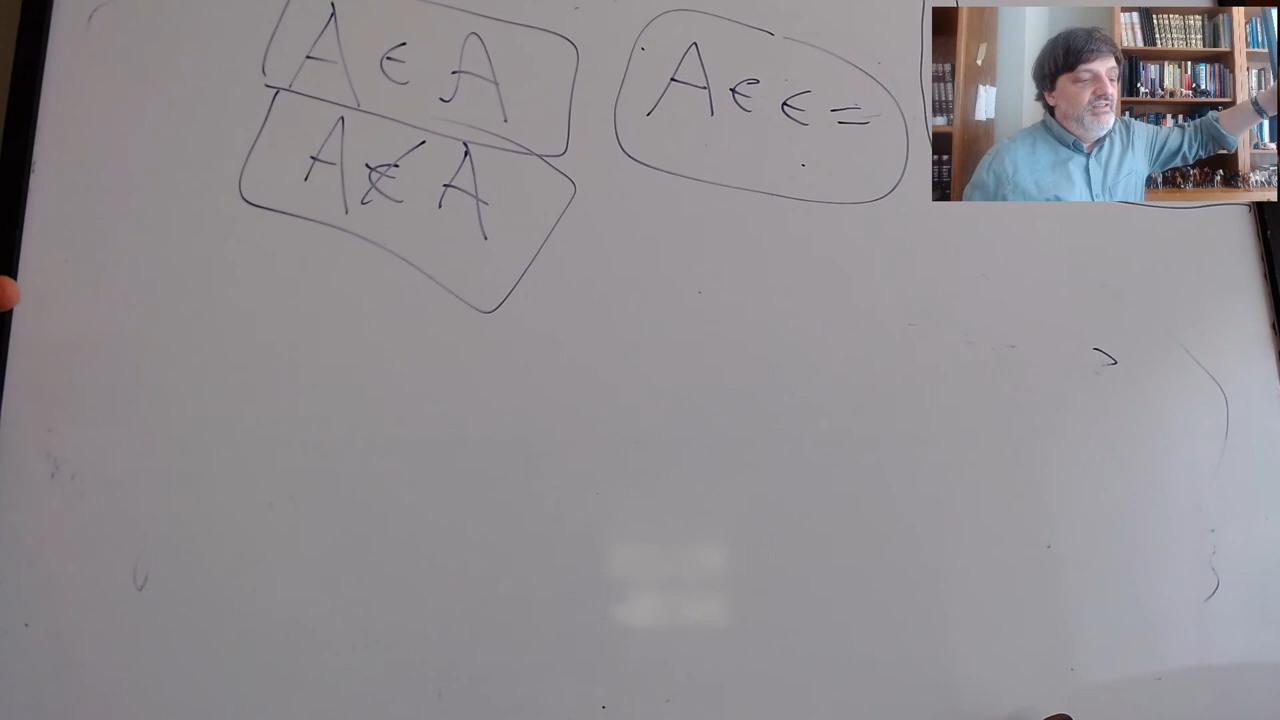 A ∈ A
A ∉ A
A ∈ ∈ =